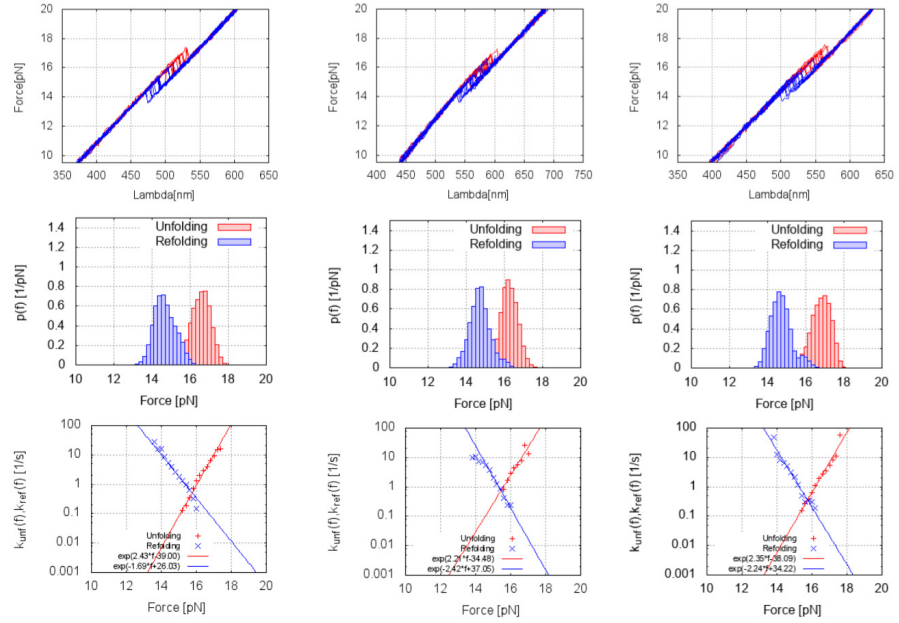 20
18
16
14
12
10
Force[pN]
350 400 450 500 550 600 650
Lambda[nm]
20
18
16
14
12
10
Force[pN]
400 450 500 550 600 650 700 750
Lambda[nm]
20
18
16
14
12
10
Force[pN]
350 400 450 500 550 600 650
Lambda[nm]
1.4
1.2
1
0.8
0.6
0.4
0.2
0
p(f) [1/pN]
Unfolding
Refolding
10 12 14 16 18 20
Force [pN]
1.4
1.2
1
0.8
0.6
0.4
0.2
0
p(f) [1/pN]
Unfolding
Refolding
10 12 14 16 18 20
Force [pN]
1.4
1.2
1
0.8
0.6
0.4
0.2
0
p(f) [1/pN]
Unfolding
Refolding
10 12 14 16 18 20
Force [pN]
100
10
1
0.1
0.01
0.001
kunf(f),kref(f) [1/s]
Unfolding
Refolding
exp(2.43*f-39.00)
exp(-1.69*f+26.03)
10 12 14 16 18 20
Force [pN]
100
10
1
0.1
0.01
0.001
kunf(f),kref(f) [1/s]
Unfolding
Refolding
exp(2.21*f-34.48)
exp(-2.42*f+37.05)
10 12 14 16 18 20
Force [pN]
100
10
1
0.1
0.01
0.001
kunf(f),kref(f) [1/s]
Unfolding
Refolding
exp(2.35*f-38.09)
exp(-2.24*f+34.22)
10 12 14 16 18 20
Force [pN]